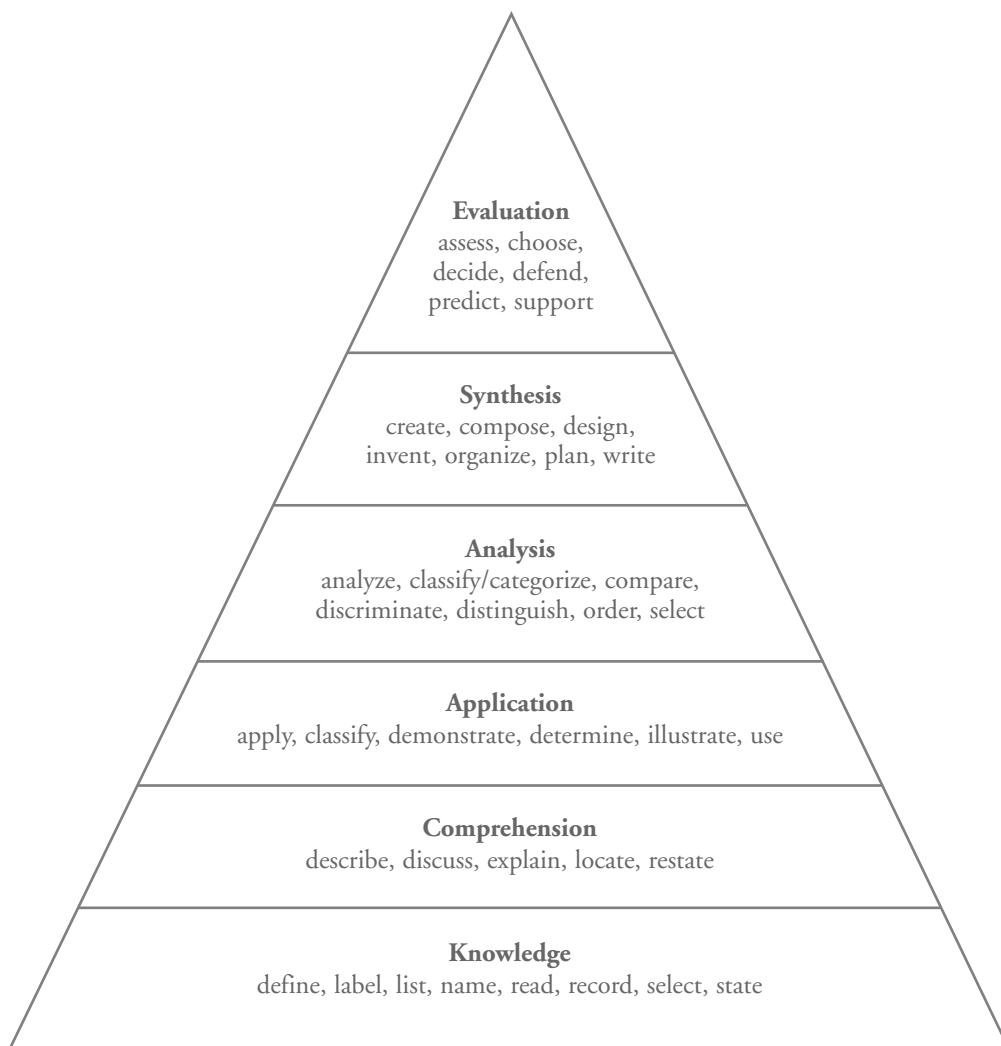 Evaluation
assess, choose,
decide, defend,
predict, support
Synthesis
create, compose, design,
invent, organize, plan, write
Analysis
analyze, classify/categorize, compare,
discriminate, distinguish, order, select
Application
apply, classify, demonstrate, determine, illustrate, use
Comprehension
describe, discuss, explain, locate, restate
Knowledge
define, label, list, name, read, record, select, state